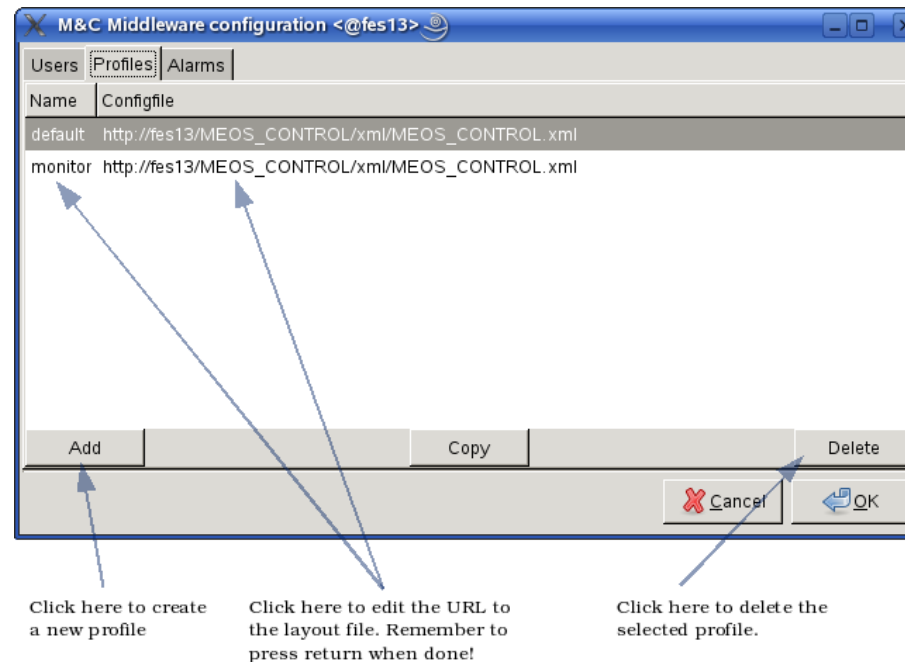 M&C Middleware configuration <@fes13>
Users Profiles Alarms
Name Configfile
default http://fes13/MEOS_CONTROL/xml/MEOS_CONTROL.xml
monitor http://fes13/MEOS_CONTROL/xml/MEOS_CONTROL.xml
Add Copy Delete
Cancel OK
Click here to create
a new profile
Click here to edit the URL to
the layout file. Remember to
press return when done!
Click here to delete the
selected profile.